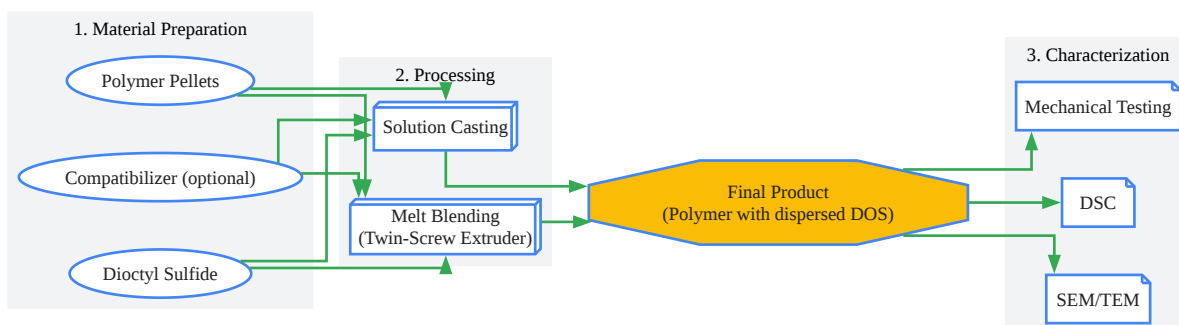 1. Material Preparation
Polymer Pellets
Compatibilizer (optional)
Dioctyl Sulfide
2. Processing
Solution Casting
Melt Blending
(Twin-Screw Extruder)
Final Product
(Polymer with dispersed DOS)
3. Characterization
Mechanical Testing
DSC
SEM/TEM